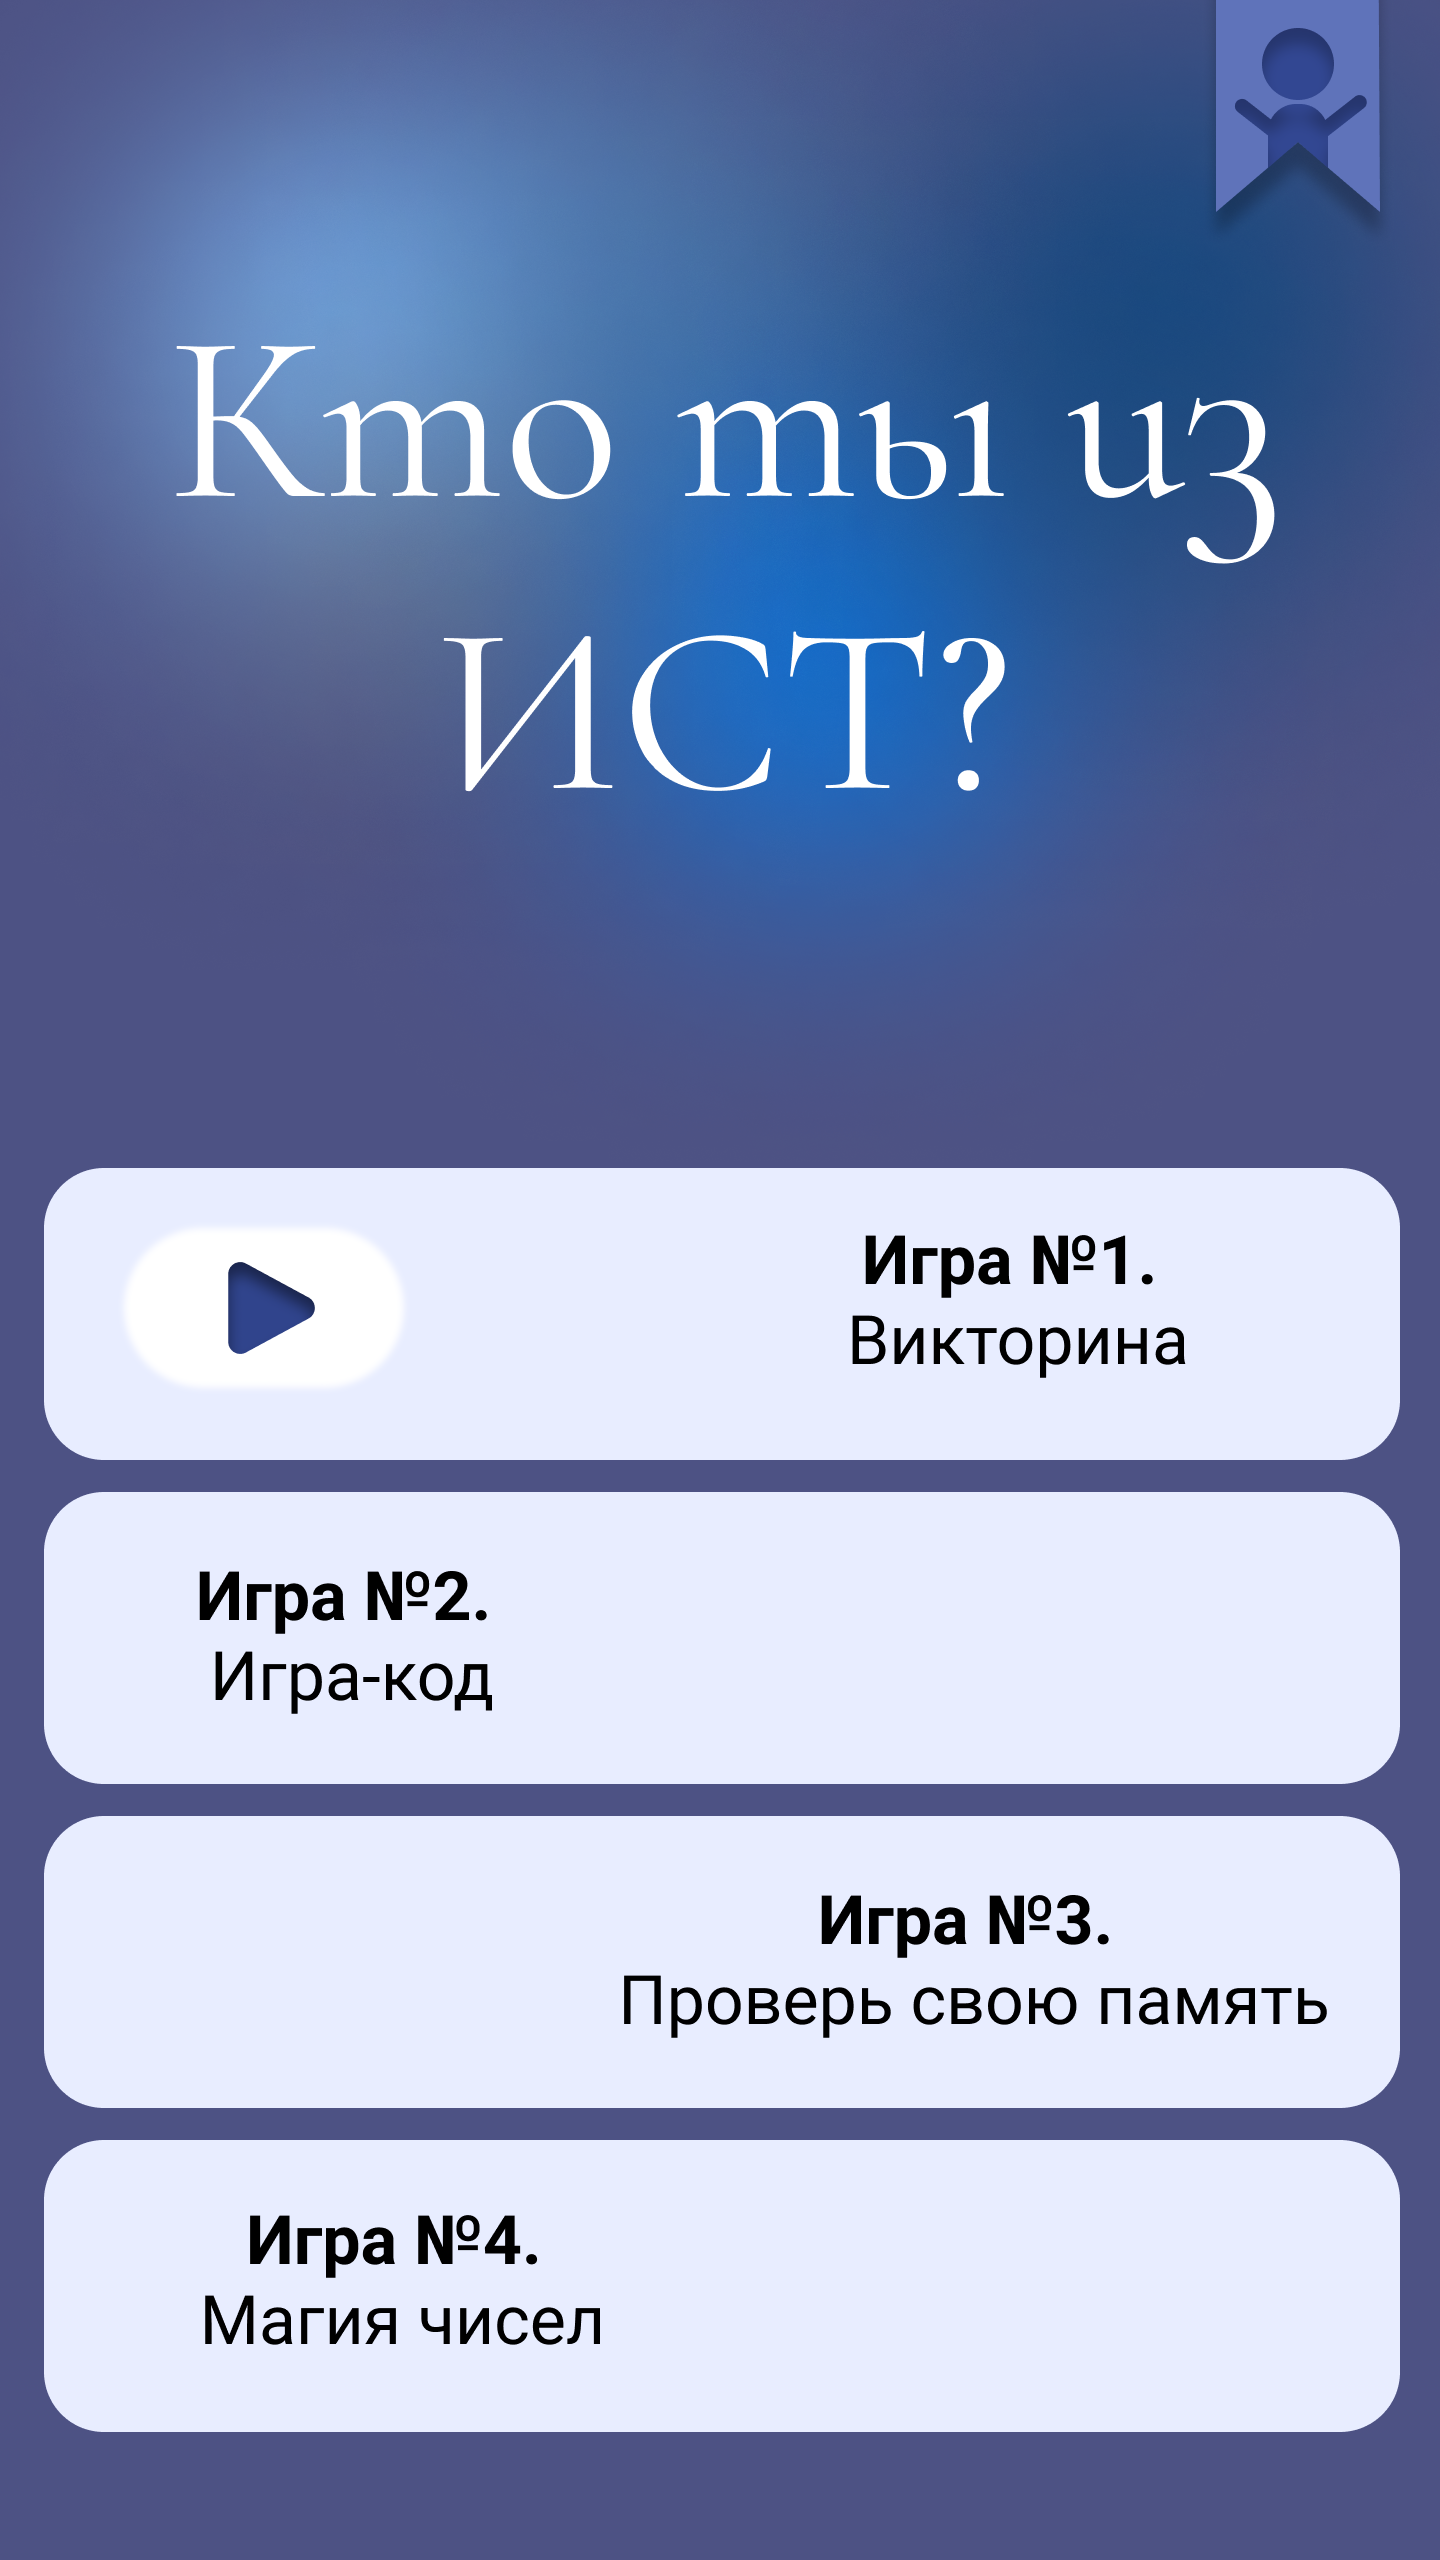 Кто ты из
ИСТ?
Игра №1.
Викторина
Игра №2.
Игра-код
Игра №3.
Проверь свою память
Игра №4.
Магия чисел